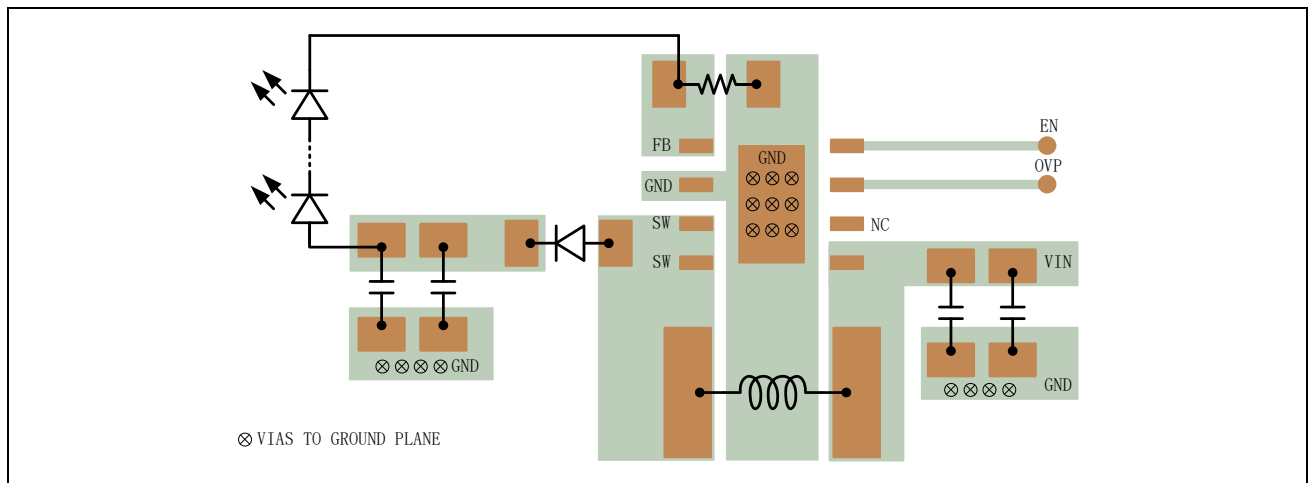 EN
FB
GND
OVP
GND
SW
NC
SW
VIN
GND
GND
VIAS TO GROUND PLANE